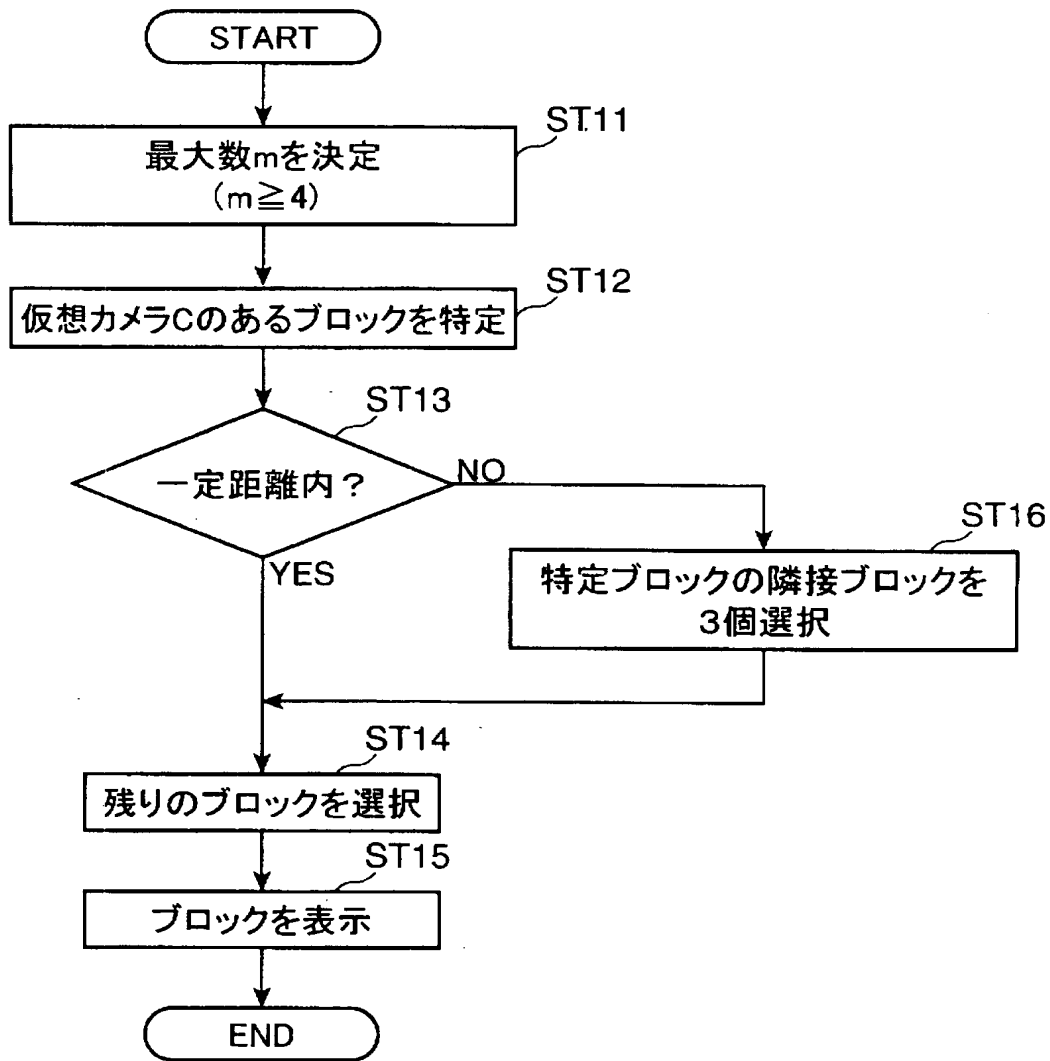 START
ST11
最大数mを決定
(m≧4)
ST12
仮想カメラCのあるブロックを特定
ST13
一定距離内?
NO
YES
ST16
特定ブロックの隣接ブロックを
3個選択
ST14
残りのブロックを選択
ST15
ブロックを表示
END